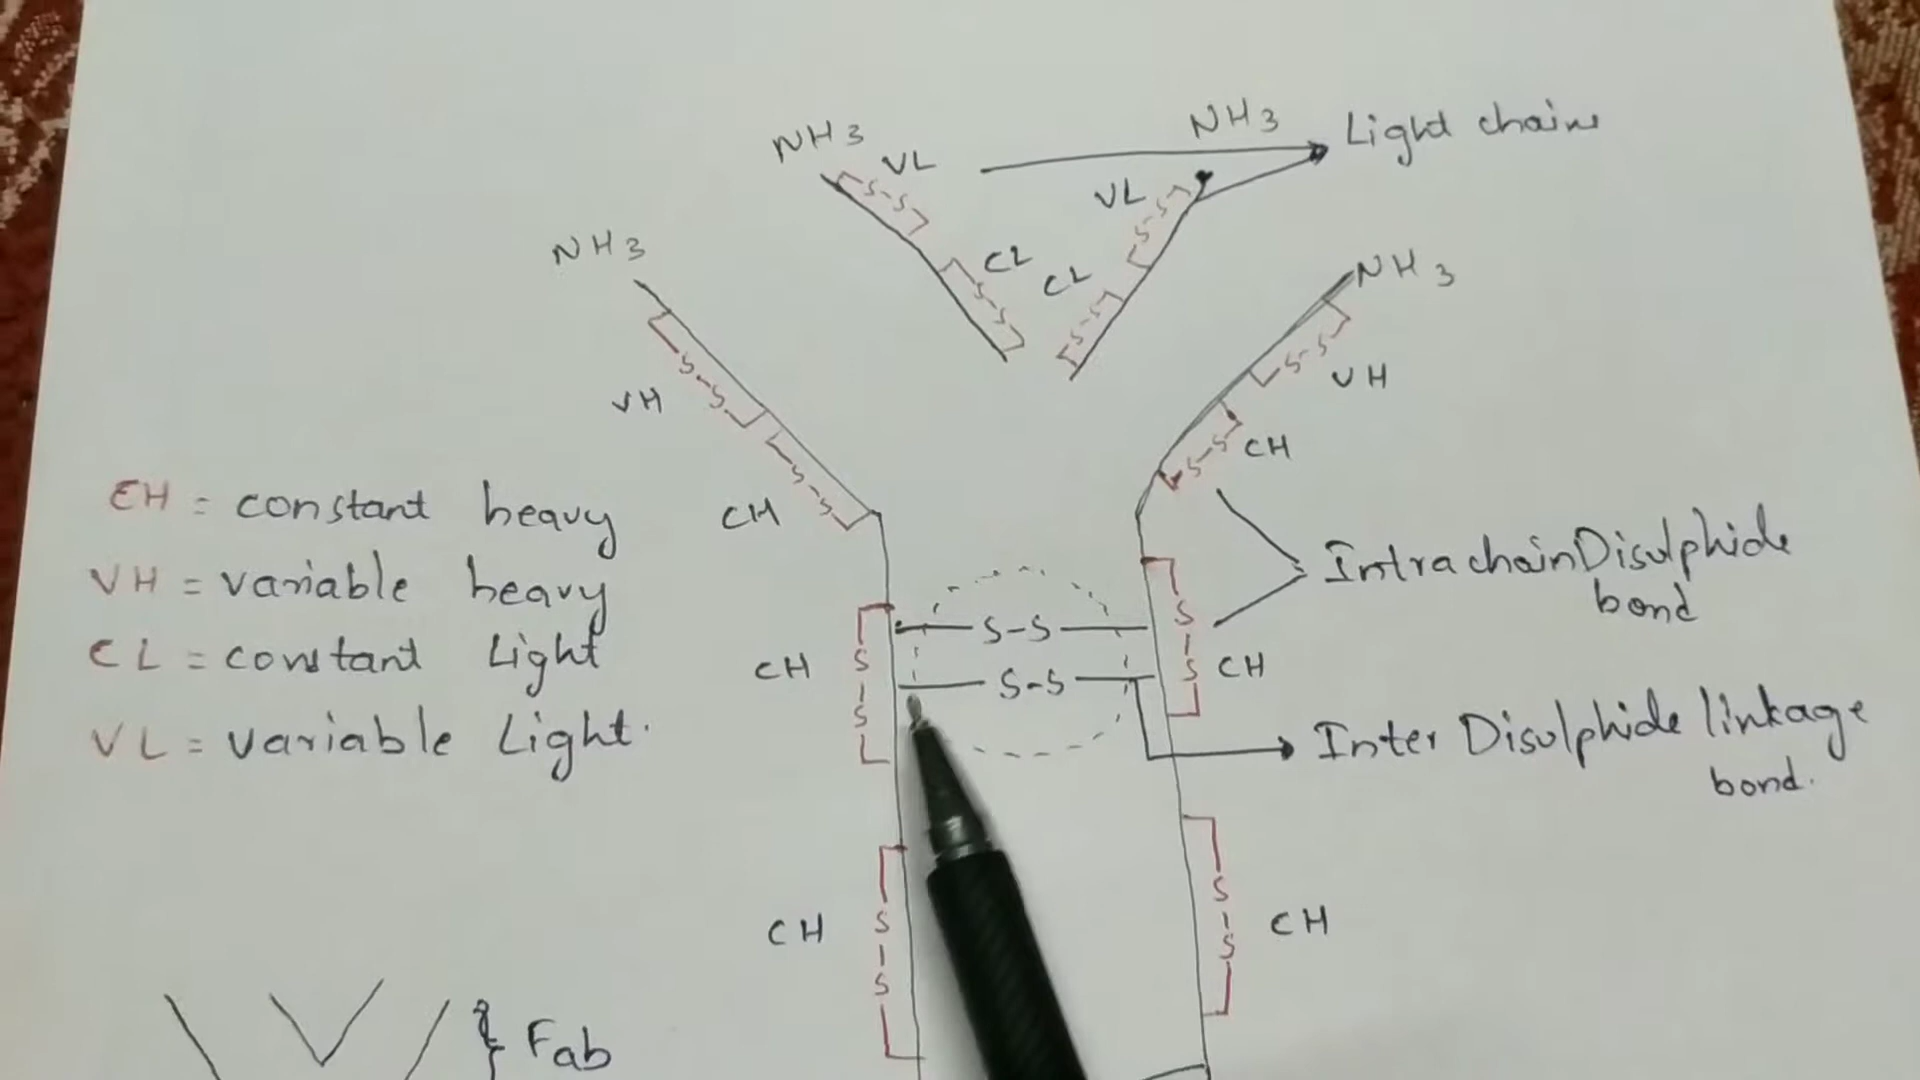 NH3
VL
NH3
Light chains
VL
NH3
S-S
S-S
CL
CL
S-S
S-S
NH3
S-S
VH
S-S
VH
S-S
CH
S-S
CH
CH = constant heavy
VH = variable heavy
CL = constant Light
VL = variable Light.
Intrachain Disulphide
bond
S-S
S-S
CH
S-S
S-S
CH
Inter Disulphide linkage
bond.
CH
S-S
S-S
CH
Fab